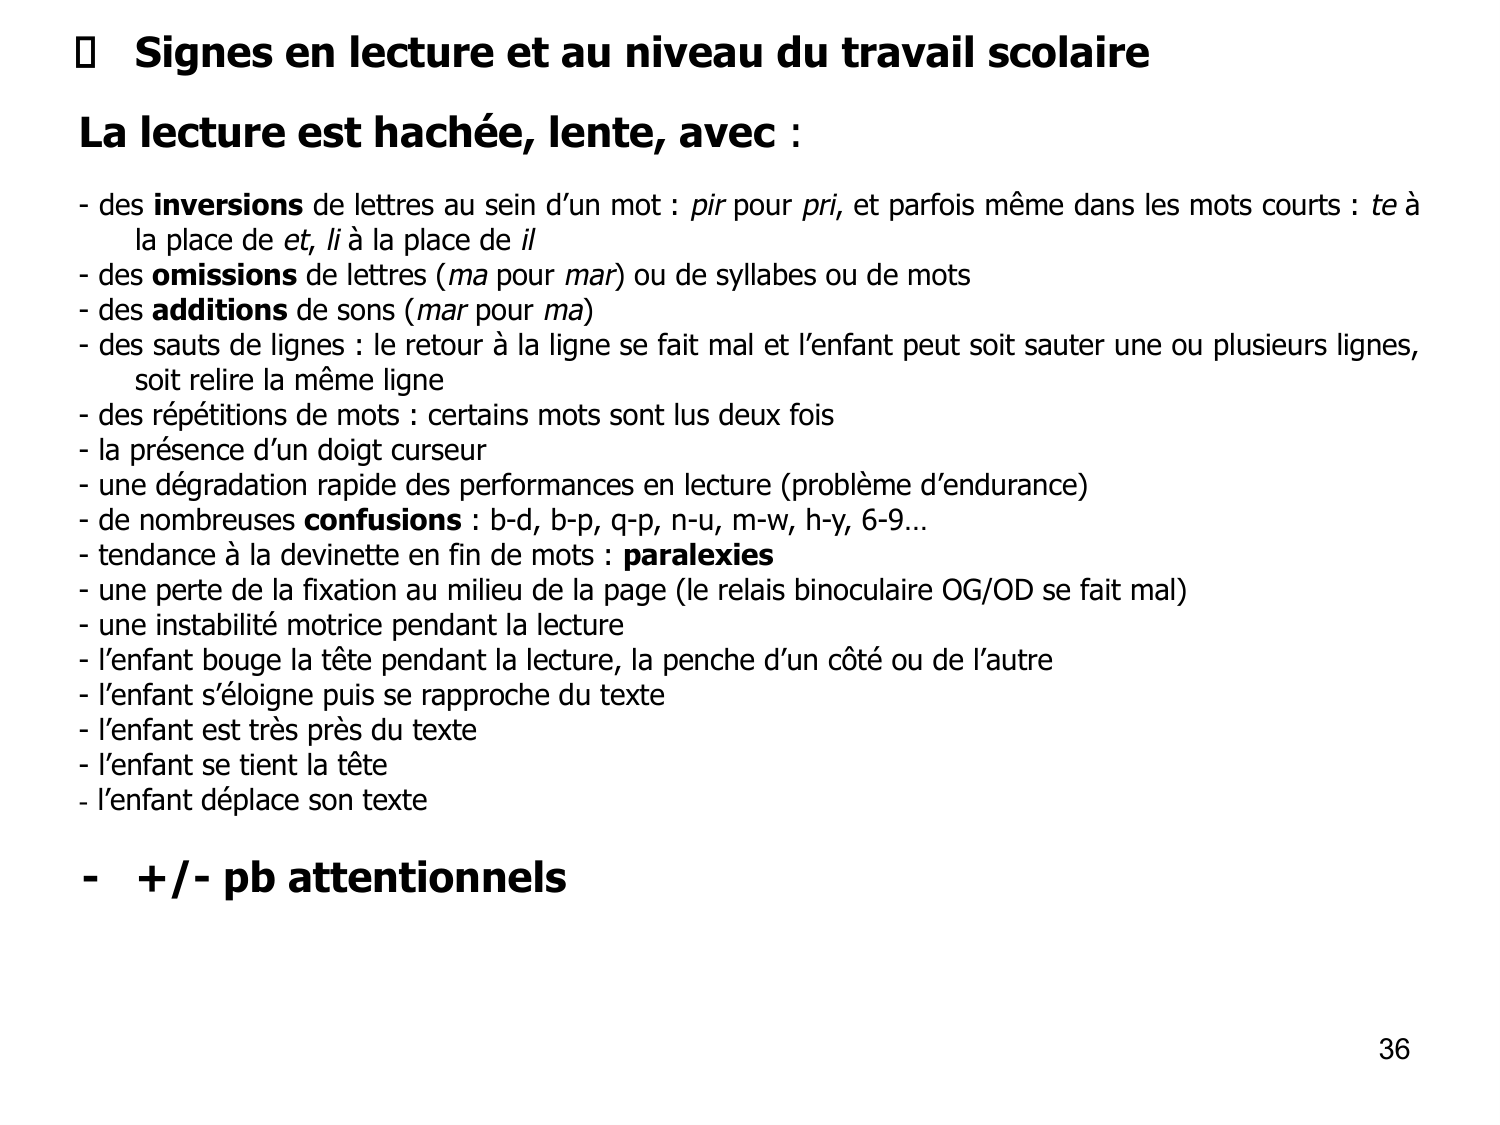 Signes en lecture et au niveau du travail scolaire
La lecture est hachée, lente, avec :
- des inversions de lettres au sein d’un mot : pir pour pri, et parfois même dans les mots courts : te à
la place de et, li à la place de il
- des omissions de lettres (ma pour mar) ou de syllabes ou de mots
- des additions de sons (mar pour ma)
- des sauts de lignes : le retour à la ligne se fait mal et l’enfant peut soit sauter une ou plusieurs lignes,
soit relire la même ligne
- des répétitions de mots : certains mots sont lus deux fois
- la présence d’un doigt curseur
- une dégradation rapide des performances en lecture (problème d’endurance)
- de nombreuses confusions : b-d, b-p, q-p, n-u, m-w, h-y, 6-9…
- tendance à la devinette en fin de mots : paralexies
- une perte de la fixation au milieu de la page (le relais binoculaire OG/OD se fait mal)
- une instabilité motrice pendant la lecture
- l’enfant bouge la tête pendant la lecture, la penche d’un côté ou de l’autre
- l’enfant s’éloigne puis se rapproche du texte
- l’enfant est très près du texte
- l’enfant se tient la tête
- l’enfant déplace son texte
- +/- pb attentionnels
36